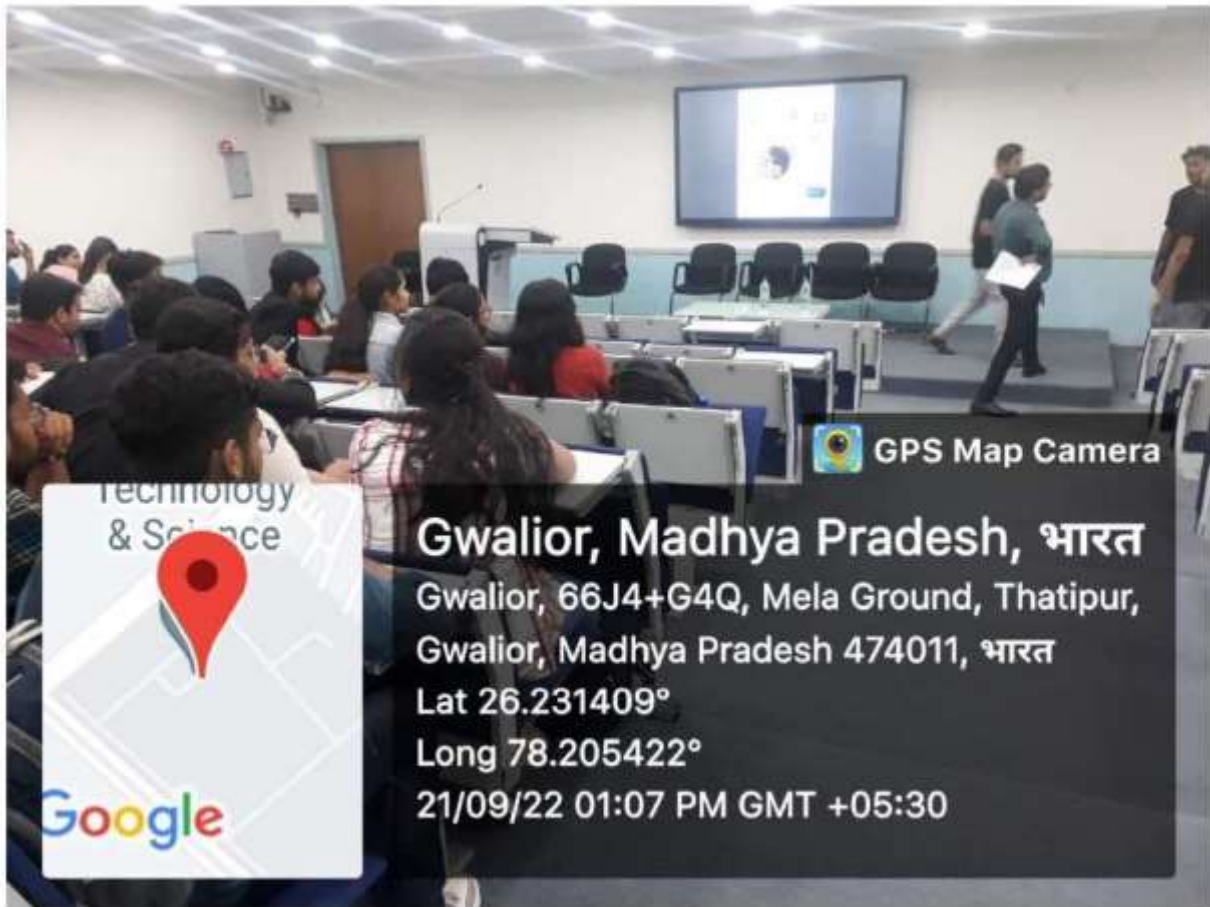 GPS Map Camera
Technology
& Science
Google
Gwalior, Madhya Pradesh, भारत
Gwalior, 66J4+G4Q, Mela Ground, Thatipur,
Gwalior, Madhya Pradesh 474011, भारत
Lat 26.231409°
Long 78.205422°
21/09/22 01:07 PM GMT +05:30